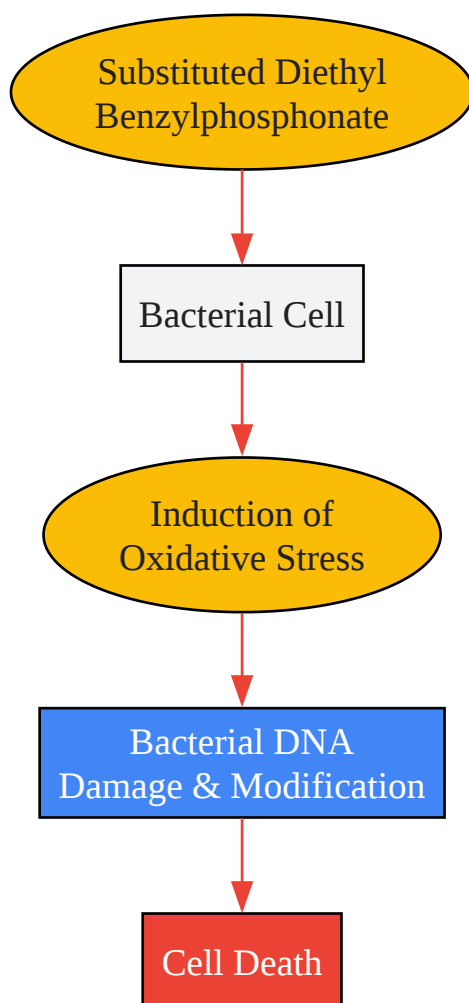 Substituted Diethyl
Benzylphosphonate
Bacterial Cell
Induction of
Oxidative Stress
Bacterial DNA
Damage & Modification
Cell Death